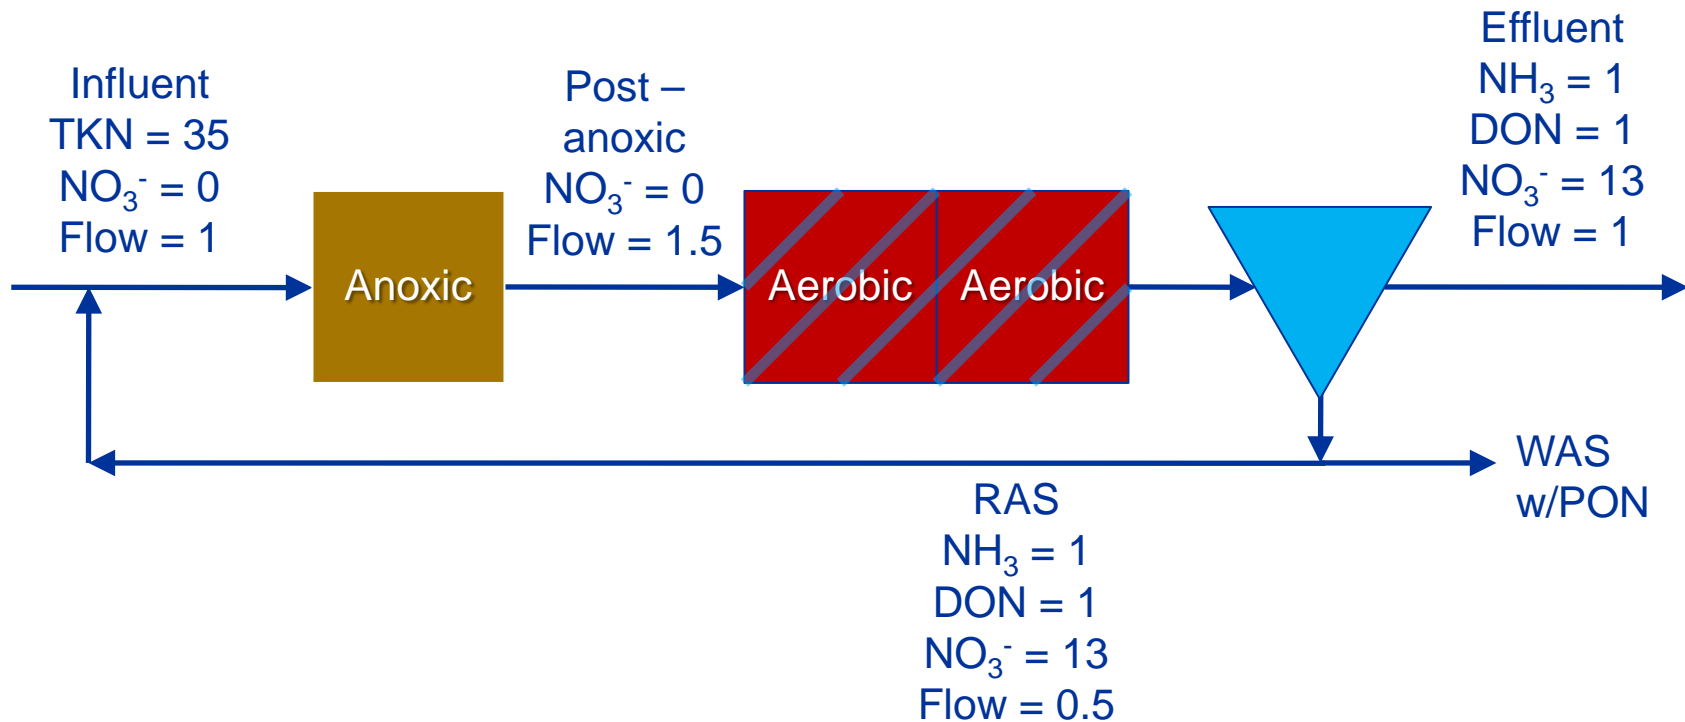 Influent
TKN = 35
NO₃⁻ = 0
Flow = 1
Post –
anoxic
NO₃⁻ = 0
Flow = 1.5
Effluent
NH₃ = 1
DON = 1
NO₃⁻ = 13
Flow = 1
Anoxic
Aerobic
Aerobic
WAS
w/PON
RAS
NH₃ = 1
DON = 1
NO₃⁻ = 13
Flow = 0.5